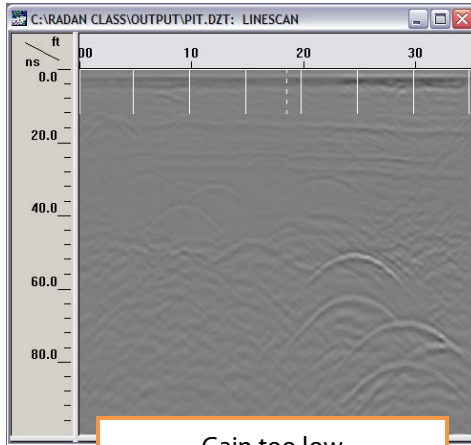 C:\RADAN CLASS\OUTPUT\PIT.DZT: LINESCAN
ft
ns
00 10 20 30
0.0
20.0
40.0
60.0
80.0
Gain too low